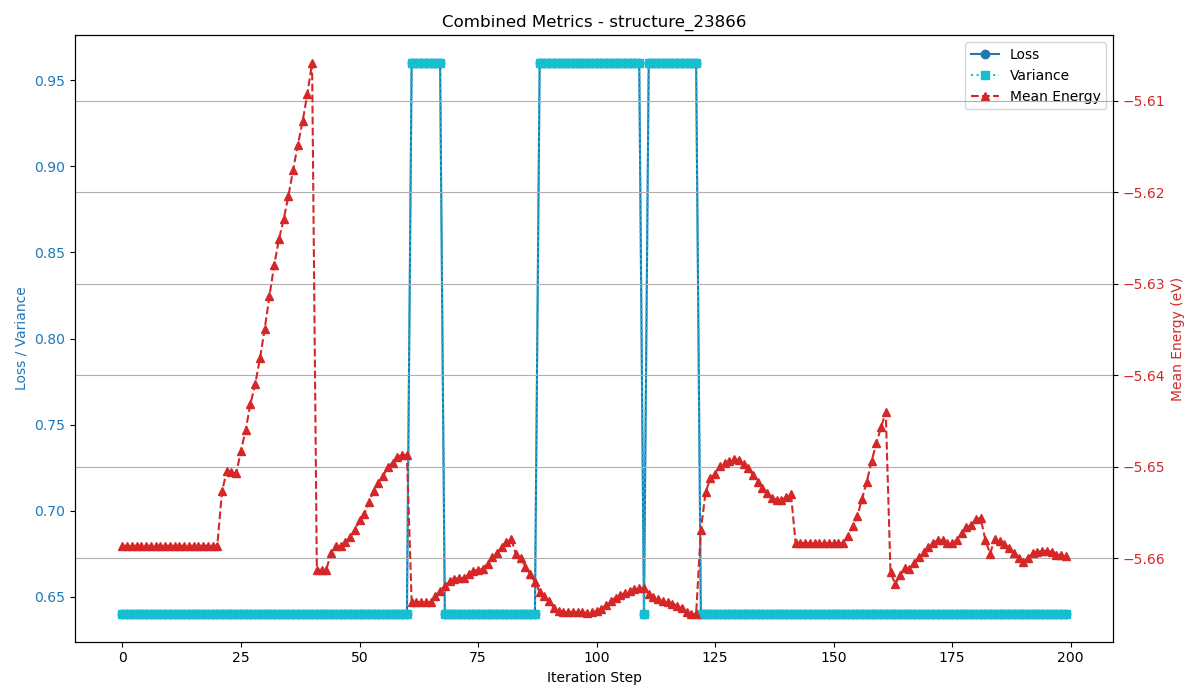 Combined Metrics - structure_23866
Loss
Variance
Mean Energy
Loss / Variance
0.95
0.90
0.85
0.80
0.75
0.70
0.65
−5.61
−5.62
−5.63
−5.64
−5.65
−5.66
Mean Energy (eV)
0 25 50 75 100 125 150 175 200
Iteration Step